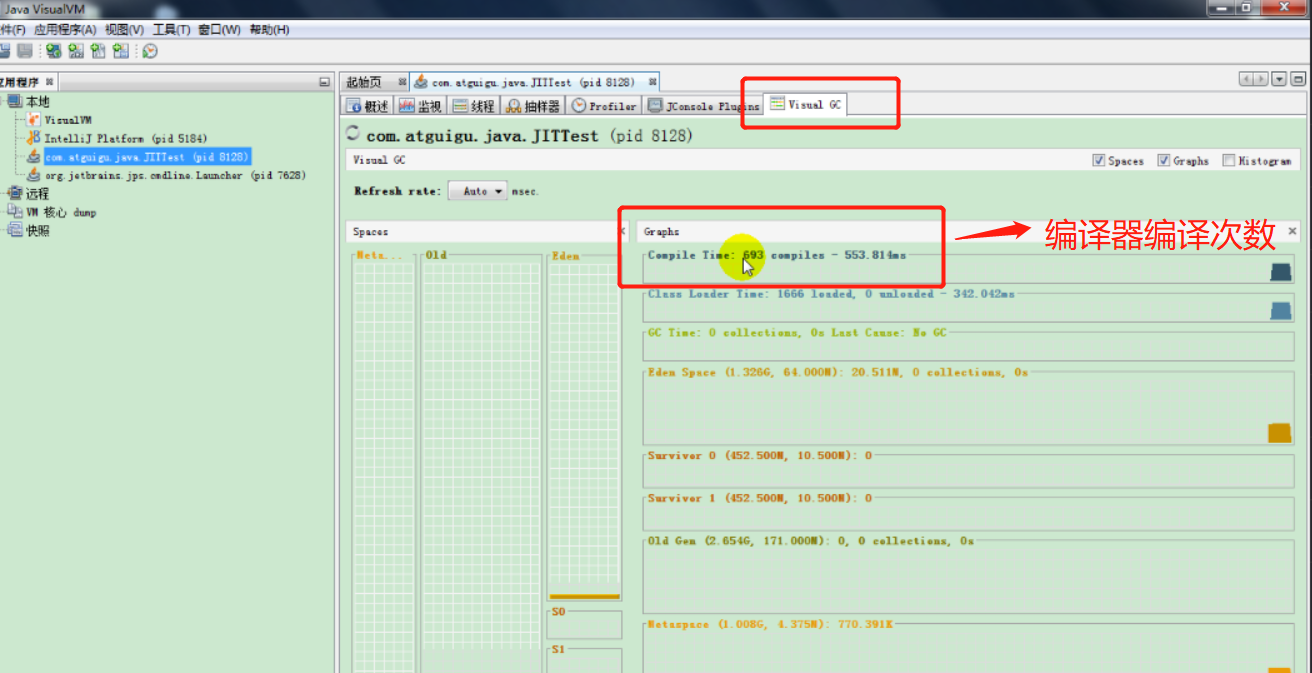 Java VisualVM
件(F) 应用程序(A) 视图(V) 工具(T) 窗口(W) 帮助(H)
应用程序
起始页 com.atguigu.java.JITTest (pid 8128)
本地
VisualVM
IntelliJ Platform (pid 5184)
com.atguigu.java.JITTest (pid 8128)
org.jetbrains.jps.cmdline.Launcher (pid 7628)
远程
VM 核心 dump
快照
概述 监视 线程 抽样器 Profiler JConsole Plugins Visual GC
com.atguigu.java.JITTest (pid 8128)
Visual GC Spaces Graphs Histogram
Refresh rate: Auto msec.
Spaces
Meta... Old Eden
S0
S1
Graphs
编译器编译次数
Compile Time: 693 compiles - 553.814ms
Class Loader Time: 1666 loaded, 0 unloaded - 342.042ms
GC Time: 0 collections, 0s Last Cause: No GC
Eden Space (1.326G, 64.000M): 20.511M, 0 collections, 0s
Survivor 0 (452.500M, 10.500M): 0
Survivor 1 (452.500M, 10.500M): 0
Old Gen (2.654G, 171.000M): 0, 0 collections, 0s
Metaspace (1.008G, 4.375M): 770.391K